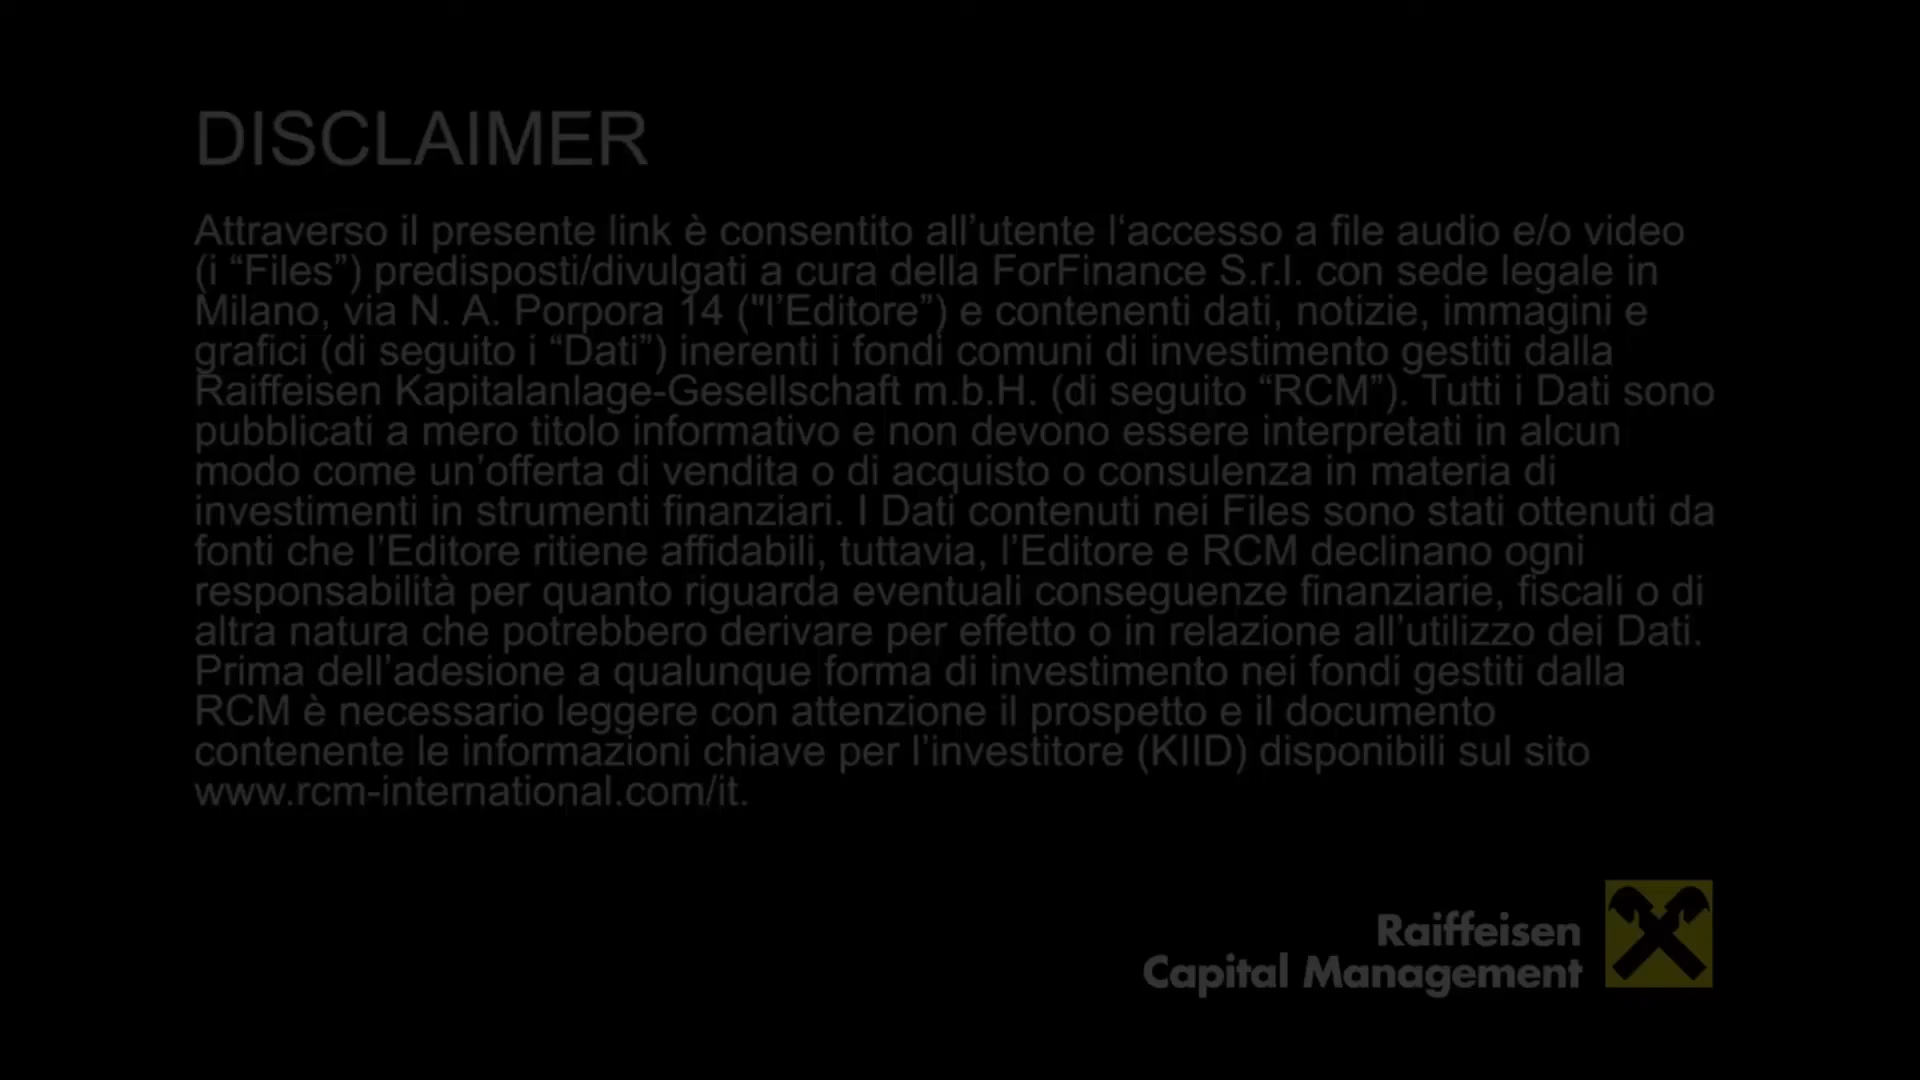 DISCLAIMER
Attraverso il presente link è consentito all’utente l‘accesso a file audio e/o video
(i “Files”) predisposti/divulgati a cura della ForFinance S.r.l. con sede legale in
Milano, via N. A. Porpora 14 ("l’Editore”) e contenenti dati, notizie, immagini e
grafici (di seguito i “Dati”) inerenti i fondi comuni di investimento gestiti dalla
Raiffeisen Kapitalanlage-Gesellschaft m.b.H. (di seguito “RCM”). Tutti i Dati sono
pubblicati a mero titolo informativo e non devono essere interpretati in alcun
modo come un’offerta di vendita o di acquisto o consulenza in materia di
investimenti in strumenti finanziari. I Dati contenuti nei Files sono stati ottenuti da
fonti che l’Editore ritiene affidabili, tuttavia, l’Editore e RCM declinano ogni
responsabilità per quanto riguarda eventuali conseguenze finanziarie, fiscali o di
altra natura che potrebbero derivare per effetto o in relazione all’utilizzo dei Dati.
Prima dell’adesione a qualunque forma di investimento nei fondi gestiti dalla
RCM è necessario leggere con attenzione il prospetto e il documento
contenente le informazioni chiave per l’investitore (KIID) disponibili sul sito
www.rcm-international.com/it.
Raiffeisen
Capital Management